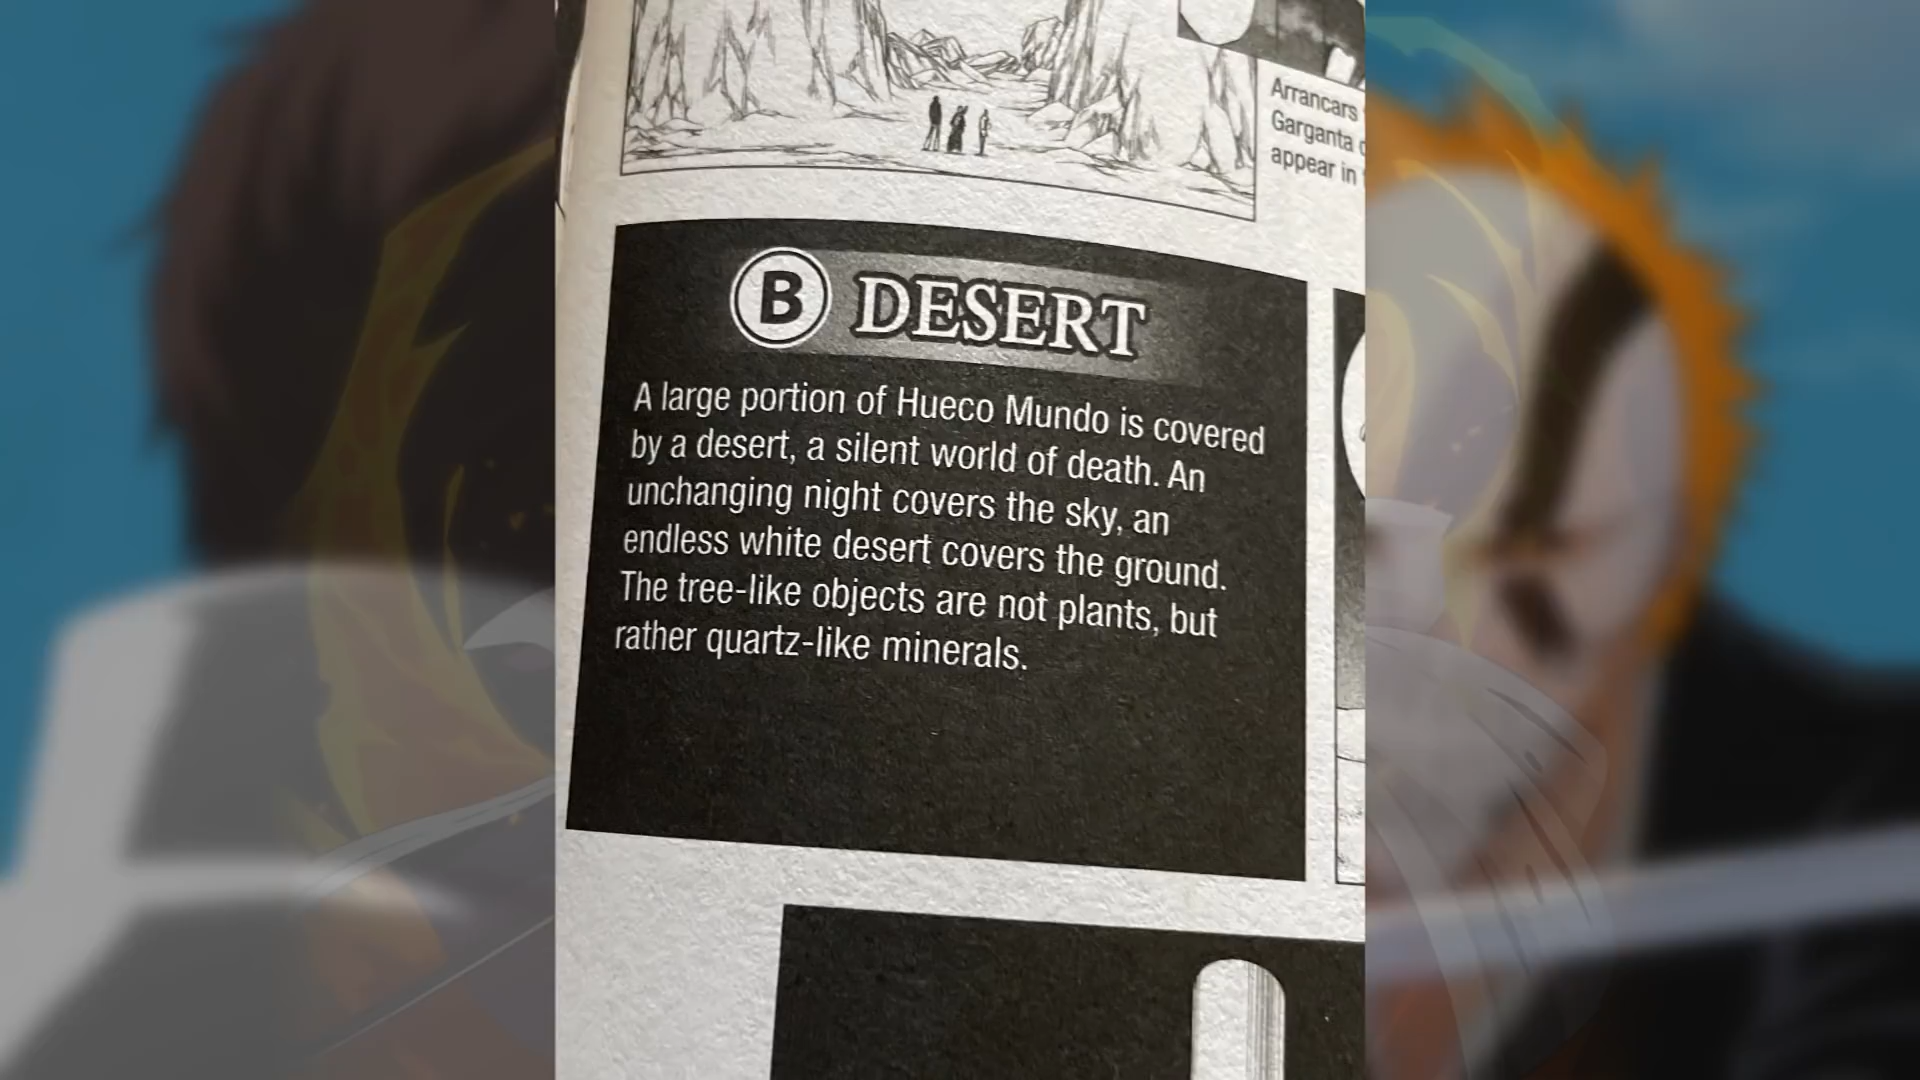 Arrancars
Garganta
appear in
B DESERT
A large portion of Hueco Mundo is covered
by a desert, a silent world of death. An
unchanging night covers the sky, an
endless white desert covers the ground.
The tree-like objects are not plants, but
rather quartz-like minerals.